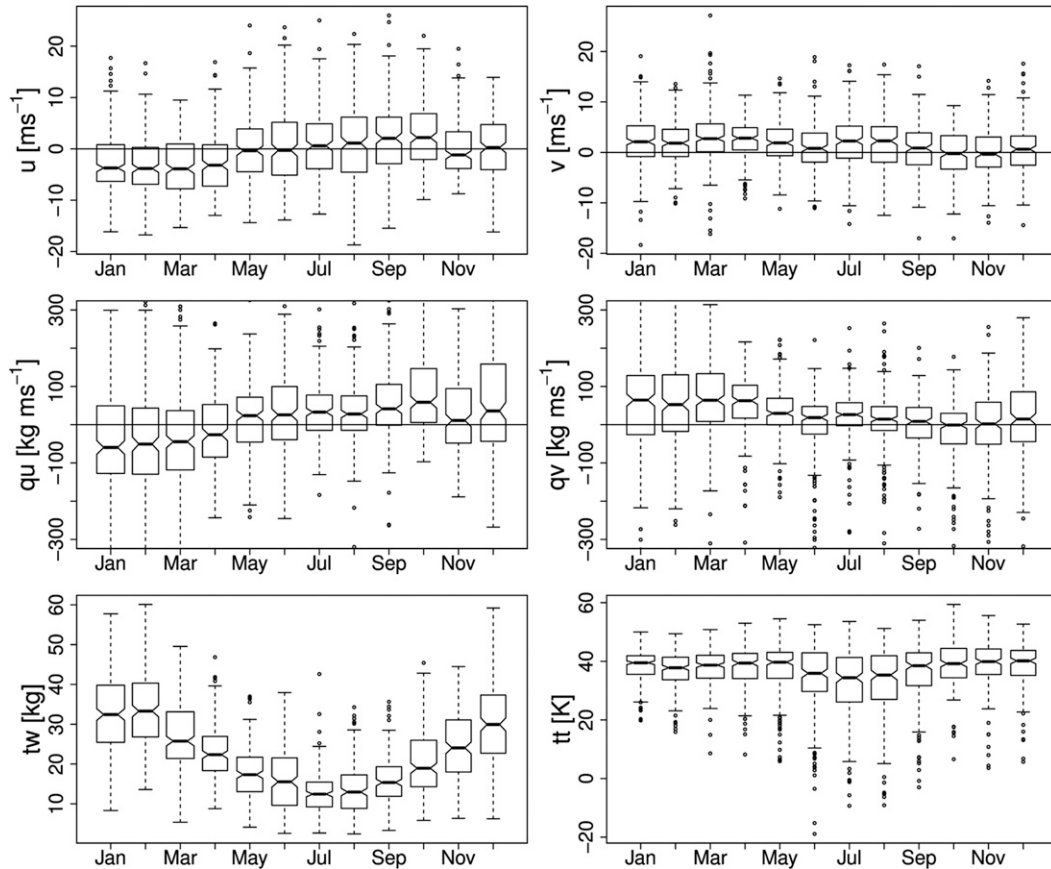 u [ms−1]
20
10
0
−10
−20
Jan Mar May Jul Sep Nov
v [ms−1]
20
10
0
−10
−20
Jan Mar May Jul Sep Nov
qu [kg ms−1]
300
100
−100
−300
Jan Mar May Jul Sep Nov
qv [kg ms−1]
300
100
−100
−300
Jan Mar May Jul Sep Nov
tw [kg]
60
50
40
30
20
10
Jan Mar May Jul Sep Nov
tt [K]
60
40
20
0
−20
Jan Mar May Jul Sep Nov